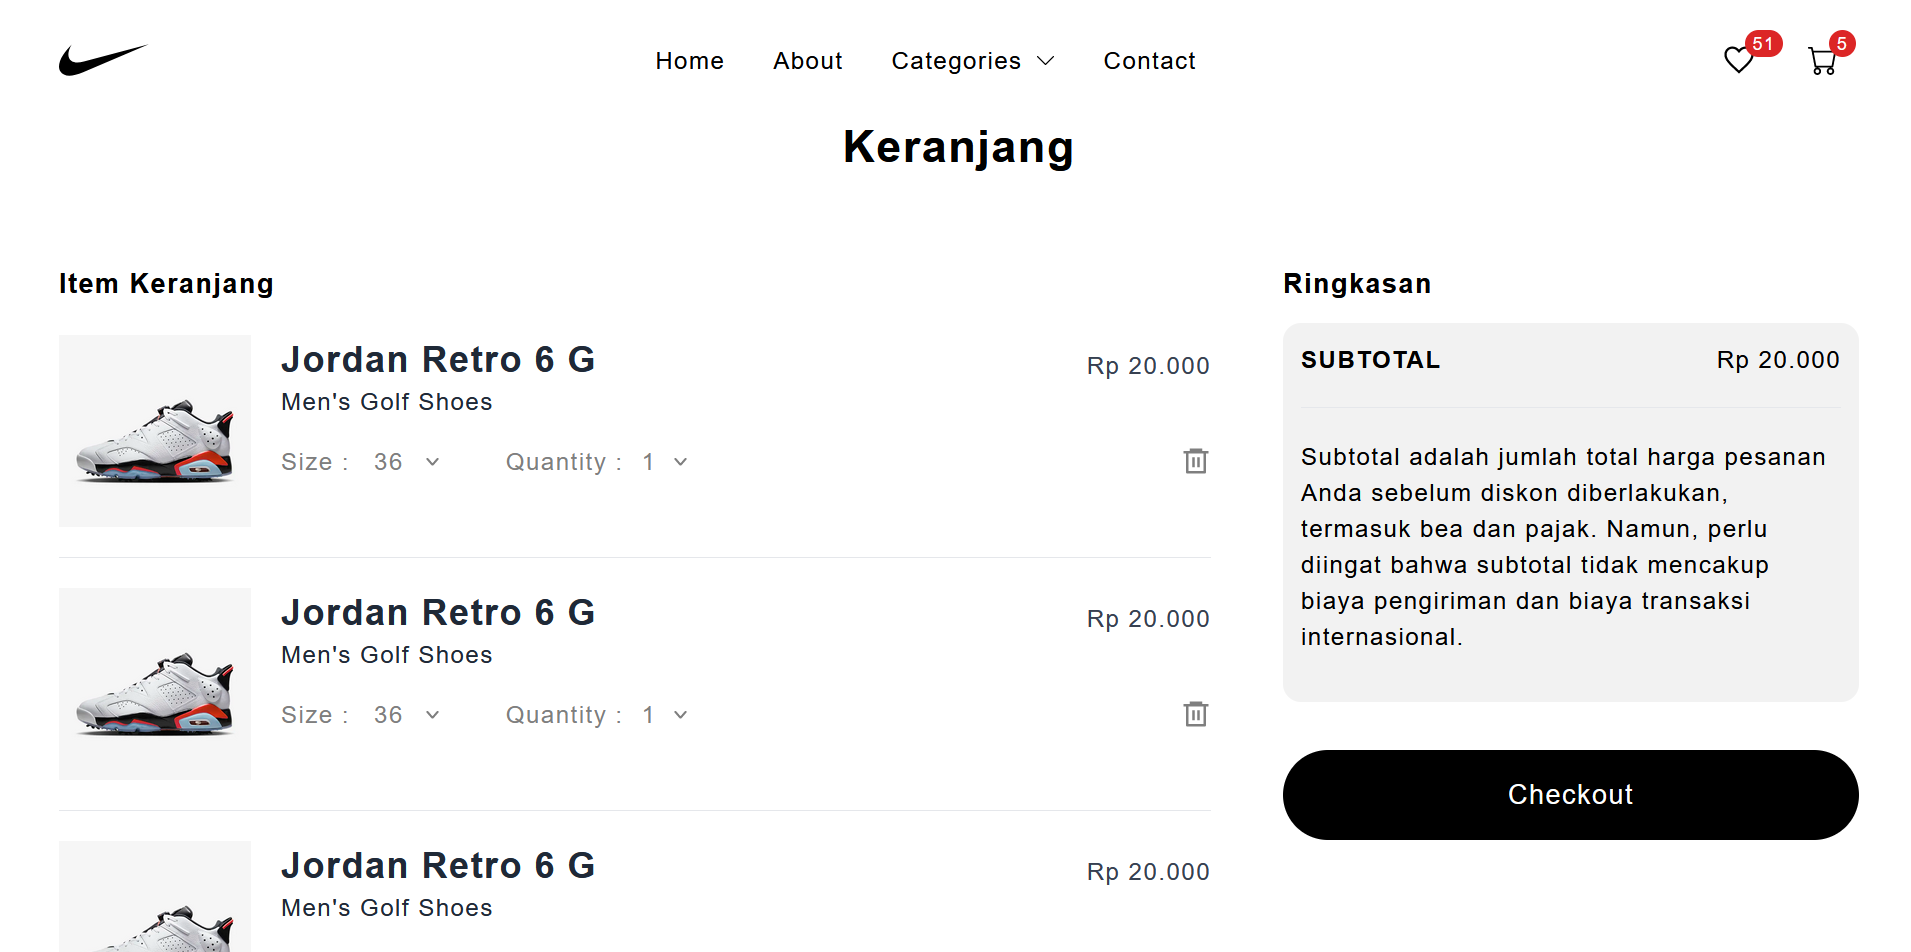 Home About Categories Contact
51 5
Keranjang
Item Keranjang
Jordan Retro 6 G
Rp 20.000
Men's Golf Shoes
Size : 36 Quantity : 1
Jordan Retro 6 G
Rp 20.000
Men's Golf Shoes
Size : 36 Quantity : 1
Jordan Retro 6 G
Rp 20.000
Men's Golf Shoes
Ringkasan
SUBTOTAL Rp 20.000
Subtotal adalah jumlah total harga pesanan
Anda sebelum diskon diberlakukan,
termasuk bea dan pajak. Namun, perlu
diingat bahwa subtotal tidak mencakup
biaya pengiriman dan biaya transaksi
internasional.
Checkout